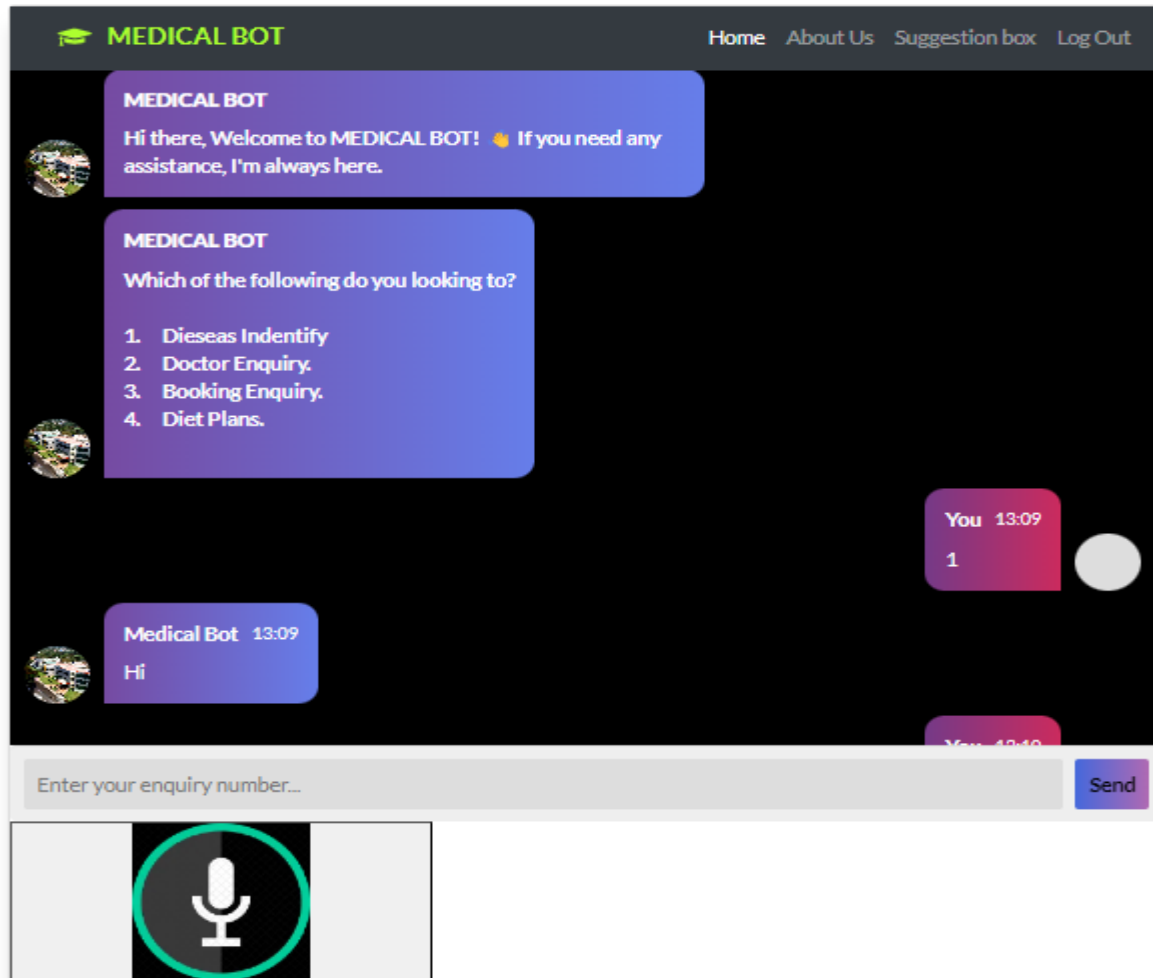 MEDICAL BOT
Home About Us Suggestion box Log Out
MEDICAL BOT
Hi there, Welcome to MEDICAL BOT! 👋 If you need any
assistance, I'm always here.
MEDICAL BOT
Which of the following do you looking to?
1. Dieseas Indentify
2. Doctor Enquiry.
3. Booking Enquiry.
4. Diet Plans.
You 13:09
1
Medical Bot 13:09
Hi
Enter your enquiry number...
Send